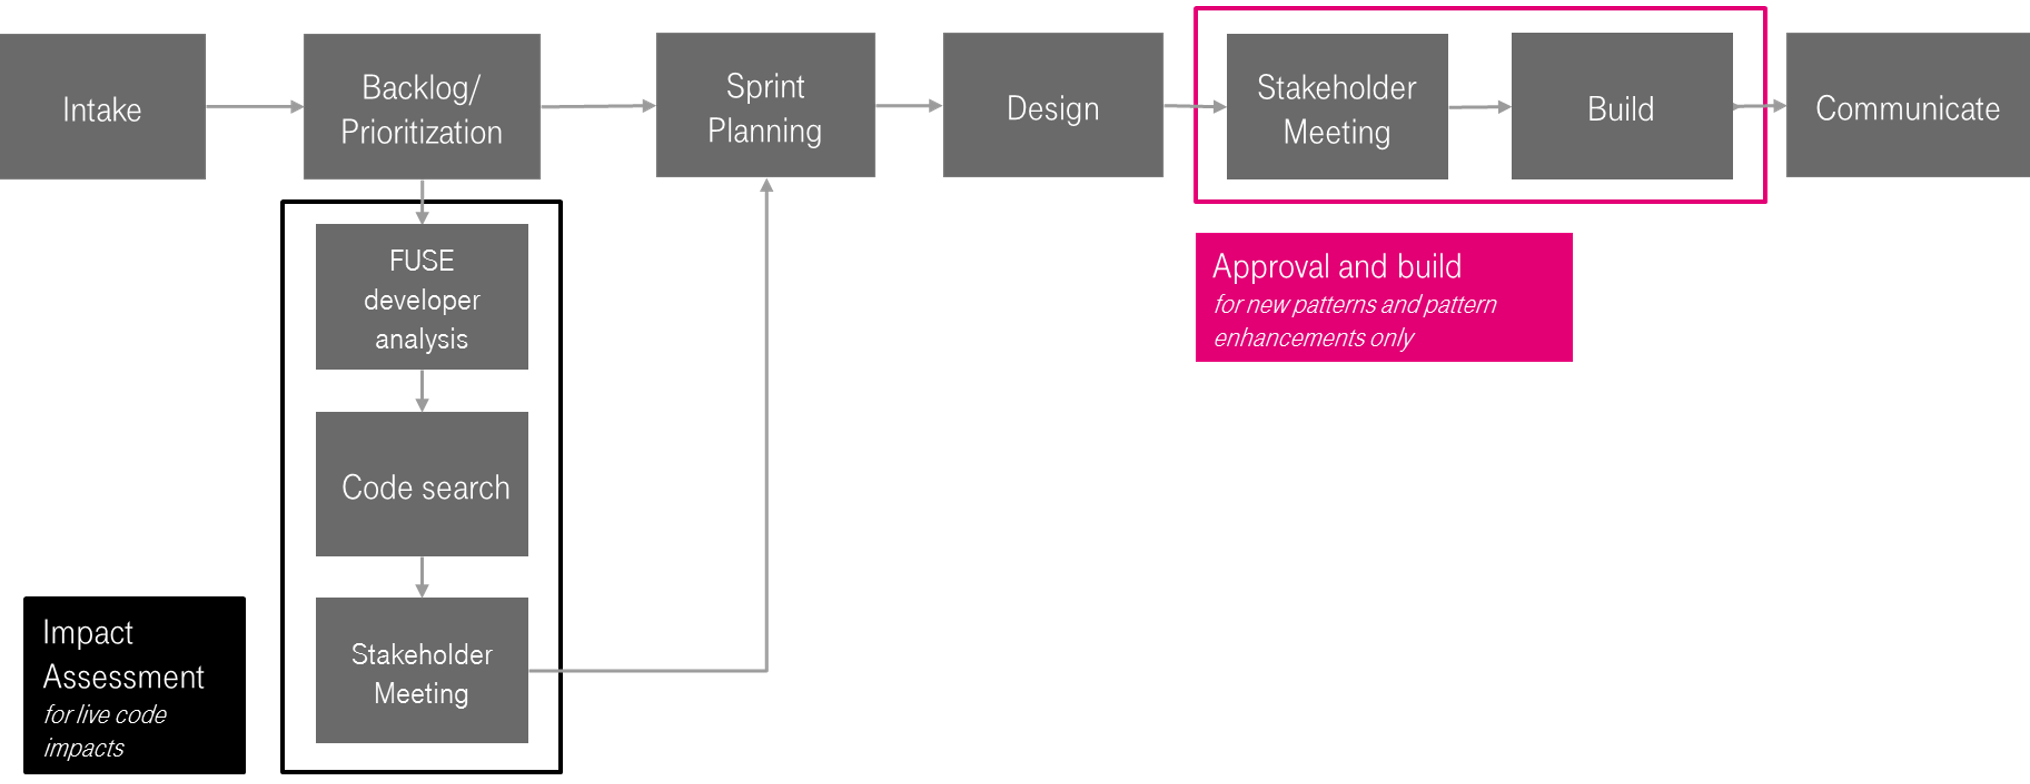 Intake
Backlog/
Prioritization
Sprint
Planning
Design
Stakeholder
Meeting
Build
Communicate
FUSE
developer
analysis
Code search
Stakeholder
Meeting
Impact
Assessment
for live code
impacts
Approval and build
for new patterns and pattern
enhancements only